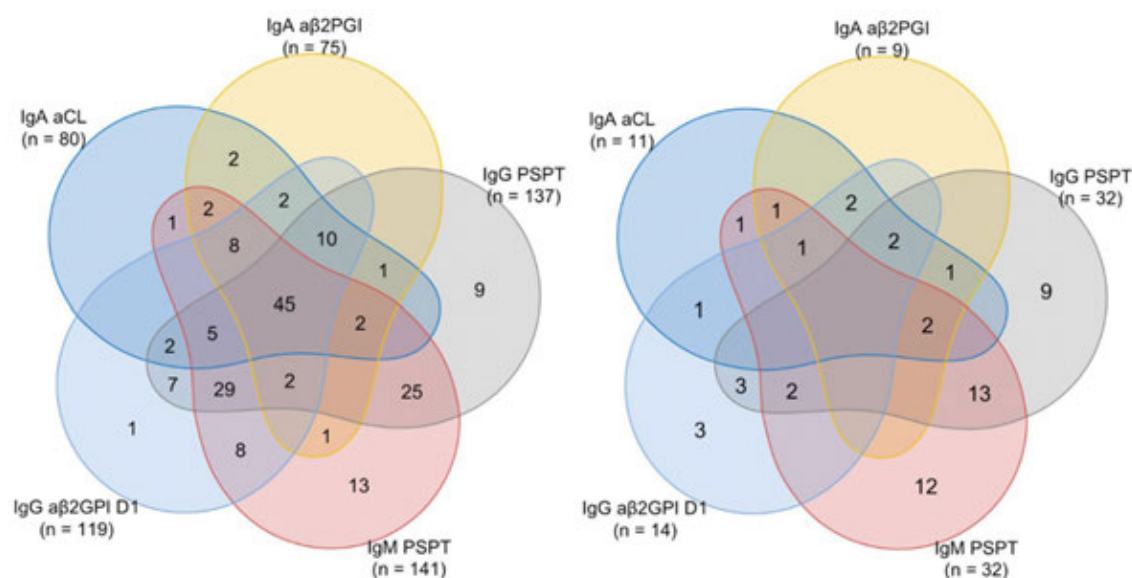 IgA aβ2PGI
(n = 75)
IgA aCL
(n = 80)
IgG PSPT
(n = 137)
2
2
1
2
8
10
1
9
45
5
2
2
7
29
2
25
1
8
1
13
IgG aβ2GPI D1
(n = 119)
IgM PSPT
(n = 141)
IgA aβ2PGI
(n = 9)
IgA aCL
(n = 11)
IgG PSPT
(n = 32)
2
1
1
1
2
1
9
1
2
3
2
13
3
12
IgG aβ2GPI D1
(n = 14)
IgM PSPT
(n = 32)